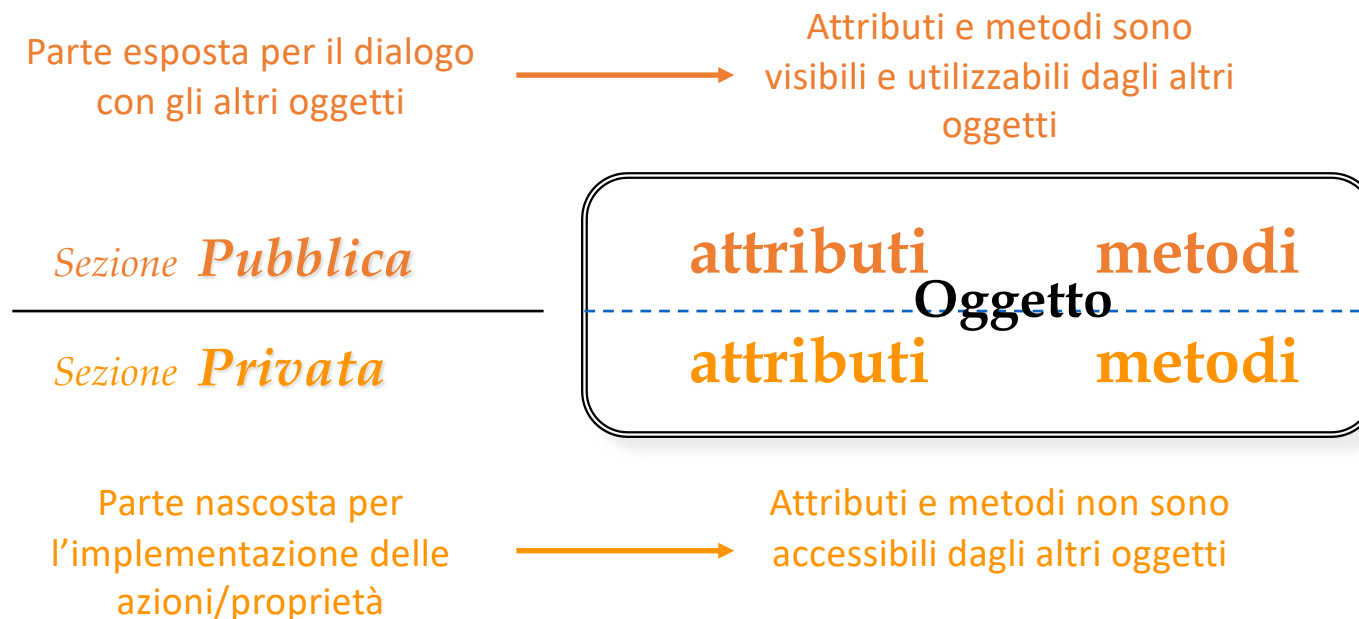 Parte esposta per il dialogo
con gli altri oggetti
Attributi e metodi sono
visibili e utilizzabili dagli altri
oggetti
Sezione Pubblica
attributi metodi
Oggetto
Sezione Privata
attributi metodi
Parte nascosta per
l’implementazione delle
azioni/proprietà
Attributi e metodi non sono
accessibili dagli altri oggetti